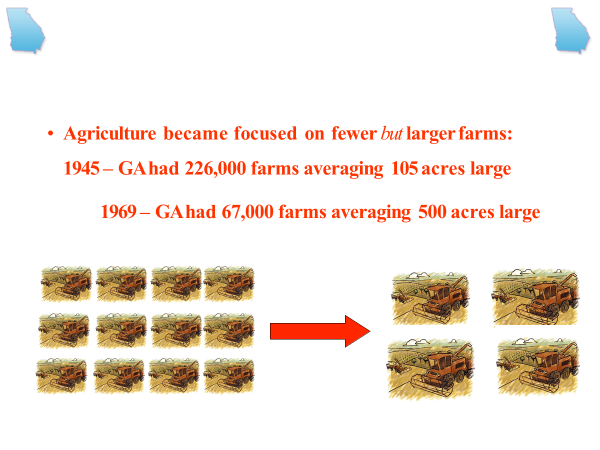 • Agriculture became focused on fewer but larger farms:
1945 – GA had 226,000 farms averaging 105 acres large
1969 – GA had 67,000 farms averaging 500 acres large